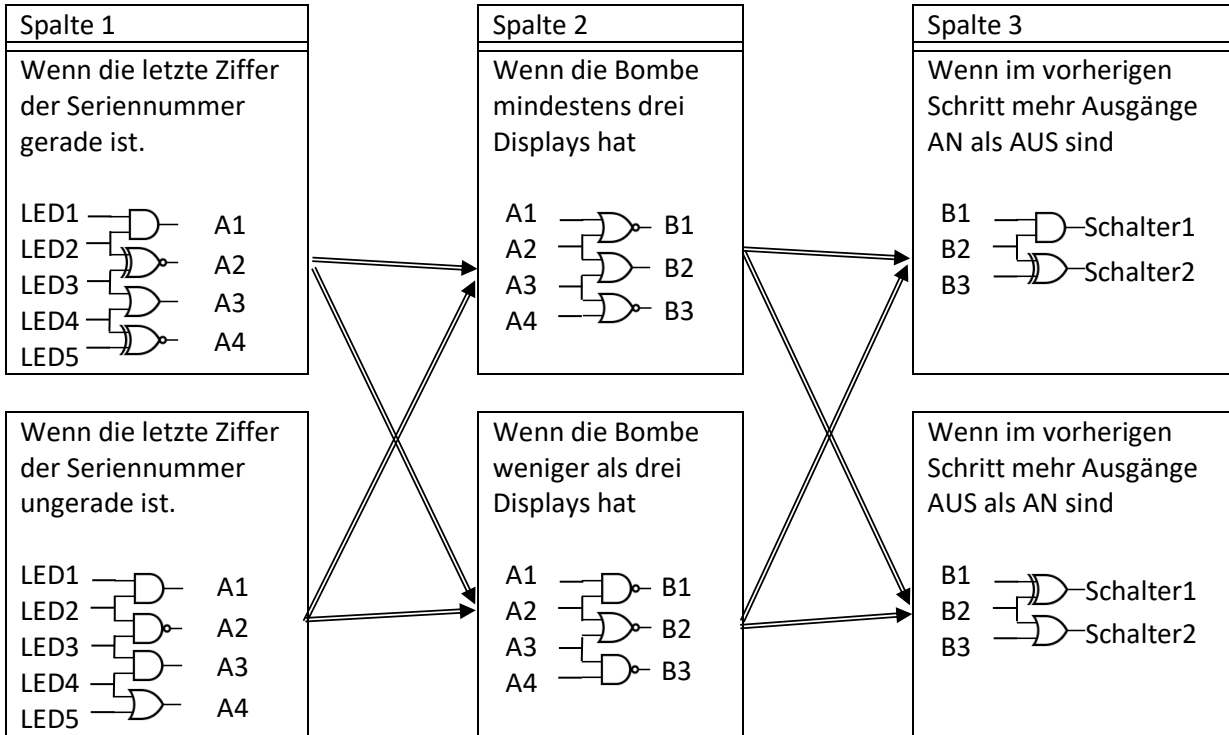 Spalte 1
Wenn die letzte Ziffer
der Seriennummer
gerade ist.
LED1
A1
LED2
A2
LED3
A3
LED4
A4
LED5
Wenn die letzte Ziffer
der Seriennummer
ungerade ist.
LED1
A1
LED2
A2
LED3
A3
LED4
A4
LED5
Spalte 2
Wenn die Bombe
mindestens drei
Displays hat
A1
B1
A2
B2
A3
B3
A4
Wenn die Bombe
weniger als drei
Displays hat
A1
B1
A2
B2
A3
B3
A4
Spalte 3
Wenn im vorherigen
Schritt mehr Ausgänge
AN als AUS sind
B1
Schalter1
B2
Schalter2
B3
Wenn im vorherigen
Schritt mehr Ausgänge
AUS als AN sind
B1
Schalter1
B2
Schalter2
B3